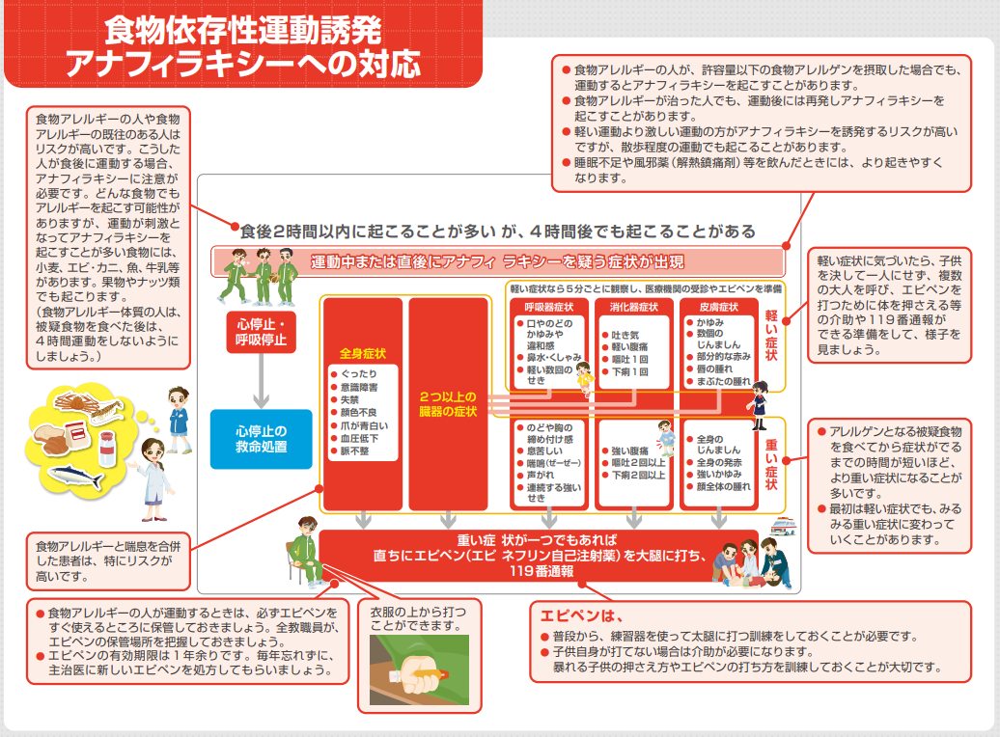 食物依存性運動誘発
アナフィラキシーへの対応
食物アレルギーの人や食物
アレルギーの既往のある人は
リスクが高いです。こうした
人が食後に運動する場合、
アナフィラキシーに注意が
必要です。どんな食物でも
アレルギーを起こす可能性が
ありますが、運動が刺激と
なってアナフィラキシーを
起こすことが多い食物には、
小麦、エビ・カニ、魚、牛乳等
があります。果物やナッツ類
でも起こります。
（食物アレルギー体質の人は、
被疑食物を食べた後は、
４時間運動をしないように
しましょう。）
●食物アレルギーの人が、許容量以下の食物アレルゲンを摂取した場合でも、
運動するとアナフィラキシーを起こすことがあります。
●食物アレルギーが治った人でも、運動後には再発しアナフィラキシーを
起こすことがあります。
●軽い運動より激しい運動の方がアナフィラキシーを誘発するリスクが高い
ですが、散歩程度の運動でも起こることがあります。
●睡眠不足や風邪薬（解熱鎮痛剤）等を飲んだときには、より起きやすく
なります。
食後２時間以内に起こることが多い が、４時間後でも起こることがある
運動中または直後にアナフィ ラキシーを疑う症状が出現
心停止・
呼吸停止
心停止の
救命処置
全身症状
●ぐったり
●意識障害
●失禁
●顔色不良
●爪が青白い
●血圧低下
●脈不整
２つ以上の
臓器の症状
軽い症状なら５分ごとに観察し、医療機関の受診やエピペンを準備
呼吸器症状
●口やのどの
かゆみや
違和感
●鼻水・くしゃみ
●軽い数回の
せき
消化器症状
●吐き気
●軽い腹痛
●嘔吐１回
●下痢１回
皮膚症状
●かゆみ
●数個の
じんましん
●部分的な赤み
●唇の腫れ
●まぶたの腫れ
軽い症状
●のどや胸の
締め付け感
●息苦しい
●喘鳴（ぜーぜー）
●声がれ
●連続する強い
せき
●強い腹痛
●嘔吐２回以上
●下痢２回以上
●全身の
じんましん
●全身の発赤
●強いかゆみ
●顔全体の腫れ
重い症状
重い症 状が一つでもあれば
直ちにエピペン（エピ ネフリン自己注射薬）を大腿に打ち、
119番通報
軽い症状に気づいたら、子供
を決して一人にせず、複数
の大人を呼び、エピペンを
打つために体を押さえる等
の介助や119番通報が
できる準備をして、様子を
見ましょう。
●アレルゲンとなる被疑食物
を食べてから症状がでる
までの時間が短いほど、
より重い症状になることが
多いです。
●最初は軽い症状でも、みる
みる重い症状に変わって
いくことがあります。
食物アレルギーと喘息を合併
した患者は、特にリスクが
高いです。
●食物アレルギーの人が運動するときは、必ずエピペンを
すぐ使えるところに保管しておきましょう。全教職員が、
エピペンの保管場所を把握しておきましょう。
●エピペンの有効期限は１年余りです。毎年忘れずに、
主治医に新しいエピペンを処方してもらいましょう。
衣服の上から打つ
ことができます。
エピペンは、
●普段から、練習器を使って太腿に打つ訓練をしておくことが必要です。
●子供自身が打てない場合は介助が必要になります。
暴れる子供の押さえ方やエピペンの打ち方を訓練しておくことが大切です。